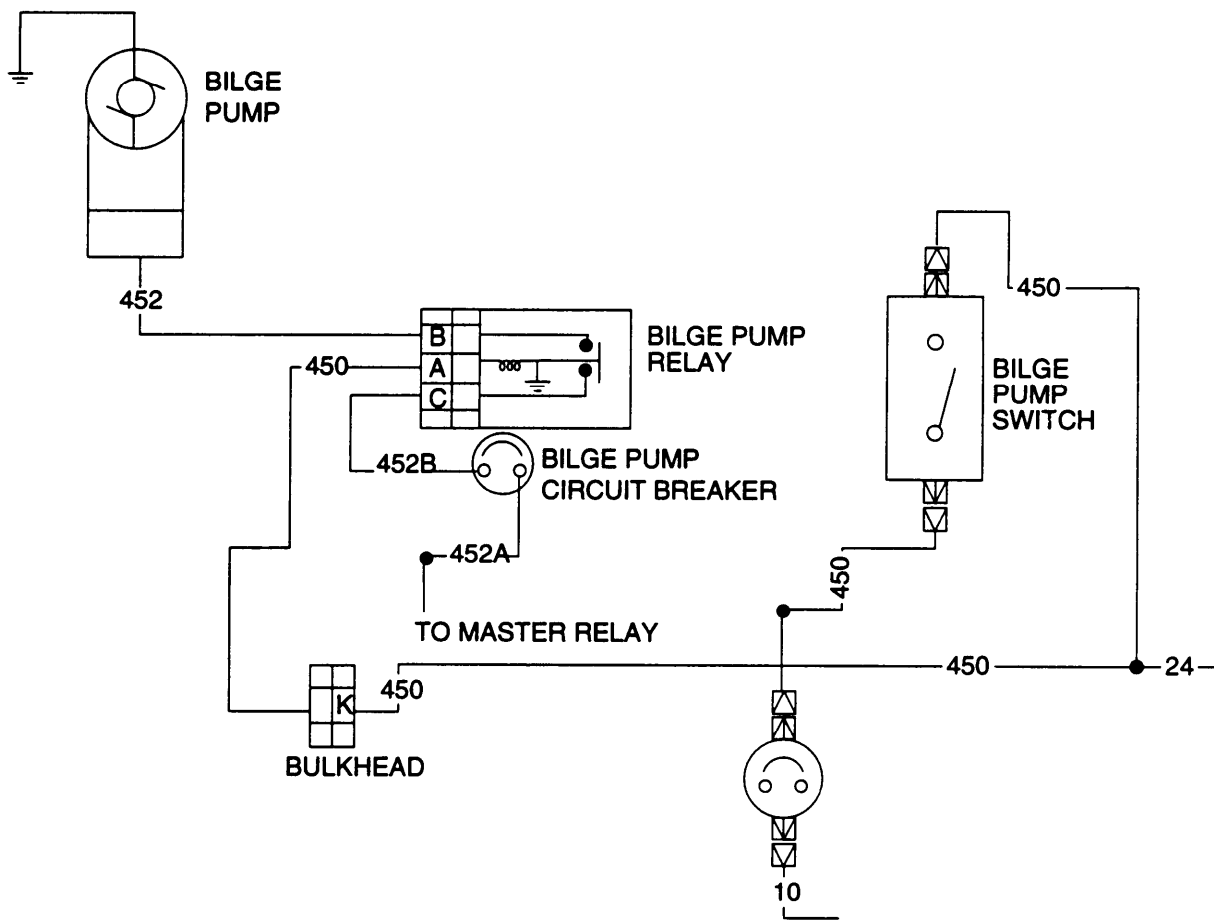 BILGE
PUMP
452
450
B
A
C
BILGE PUMP
RELAY
450
BILGE
PUMP
SWITCH
452B
BILGE PUMP
CIRCUIT BREAKER
452A
450
TO MASTER RELAY
450
24
K
450
BULKHEAD
10